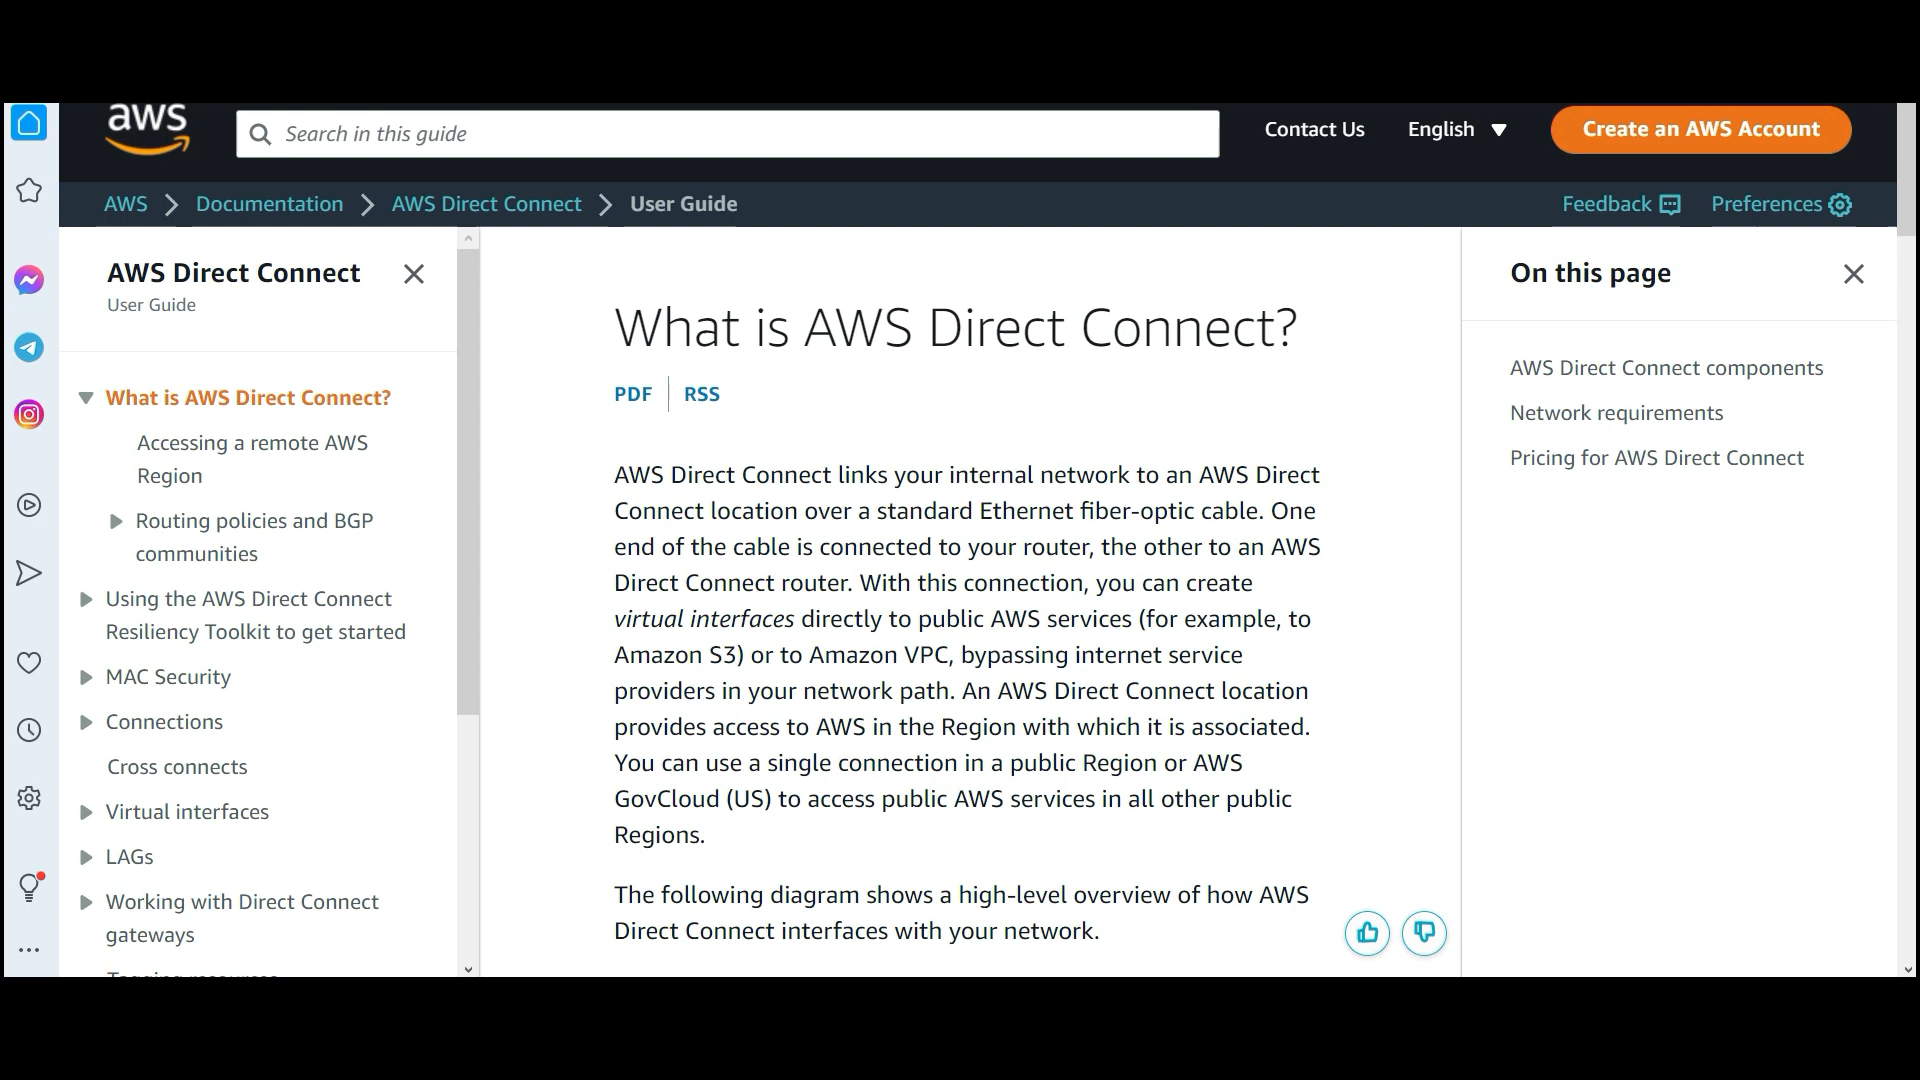 aws
Search in this guide
Contact Us
English
Create an AWS Account
AWS
Documentation
AWS Direct Connect
User Guide
Feedback
Preferences
AWS Direct Connect
User Guide
What is AWS Direct Connect?
Accessing a remote AWS
Region
Routing policies and BGP
communities
Using the AWS Direct Connect
Resiliency Toolkit to get started
MAC Security
Connections
Cross connects
Virtual interfaces
LAGs
Working with Direct Connect
gateways
Tagging resources
What is AWS Direct Connect?
PDF
RSS
AWS Direct Connect links your internal network to an AWS Direct
Connect location over a standard Ethernet fiber-optic cable. One
end of the cable is connected to your router, the other to an AWS
Direct Connect router. With this connection, you can create
virtual interfaces directly to public AWS services (for example, to
Amazon S3) or to Amazon VPC, bypassing internet service
providers in your network path. An AWS Direct Connect location
provides access to AWS in the Region with which it is associated.
You can use a single connection in a public Region or AWS
GovCloud (US) to access public AWS services in all other public
Regions.
The following diagram shows a high-level overview of how AWS
Direct Connect interfaces with your network.
On this page
AWS Direct Connect components
Network requirements
Pricing for AWS Direct Connect